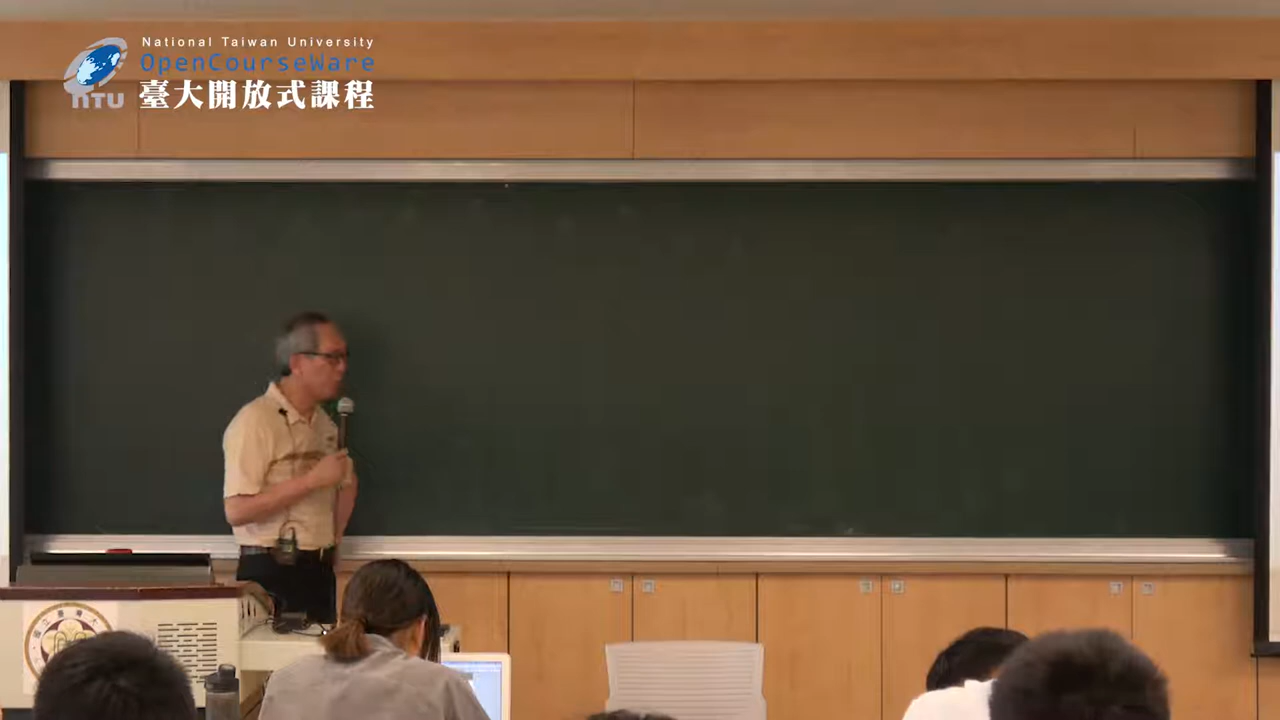 National Taiwan University
OpenCourseWare
NTU
臺大開放式課程